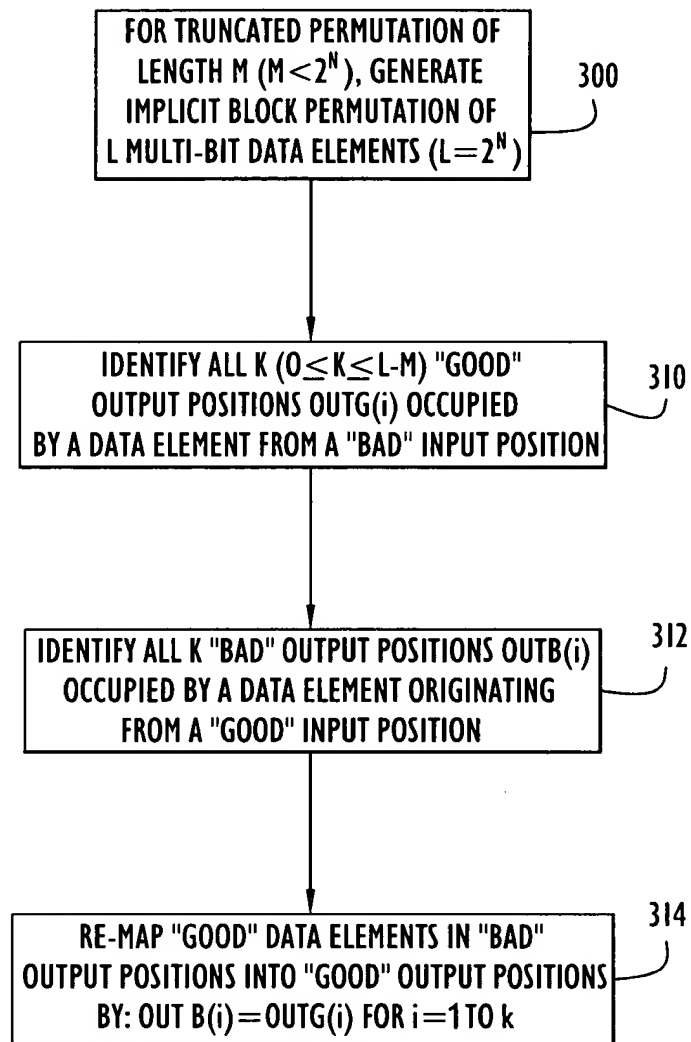 FOR TRUNCATED PERMUTATION OF
LENGTH M (M<2^N), GENERATE
IMPLICIT BLOCK PERMUTATION OF
L MULTI-BIT DATA ELEMENTS (L=2^N)
300
IDENTIFY ALL K (0≤K≤L-M) "GOOD"
OUTPUT POSITIONS OUTG(i) OCCUPIED
BY A DATA ELEMENT FROM A "BAD" INPUT POSITION
310
IDENTIFY ALL K "BAD" OUTPUT POSITIONS OUTB(i)
OCCUPIED BY A DATA ELEMENT ORIGINATING
FROM A "GOOD" INPUT POSITION
312
RE-MAP "GOOD" DATA ELEMENTS IN "BAD"
OUTPUT POSITIONS INTO "GOOD" OUTPUT POSITIONS
BY: OUT B(i)=OUTG(i) FOR i=1 TO k
314